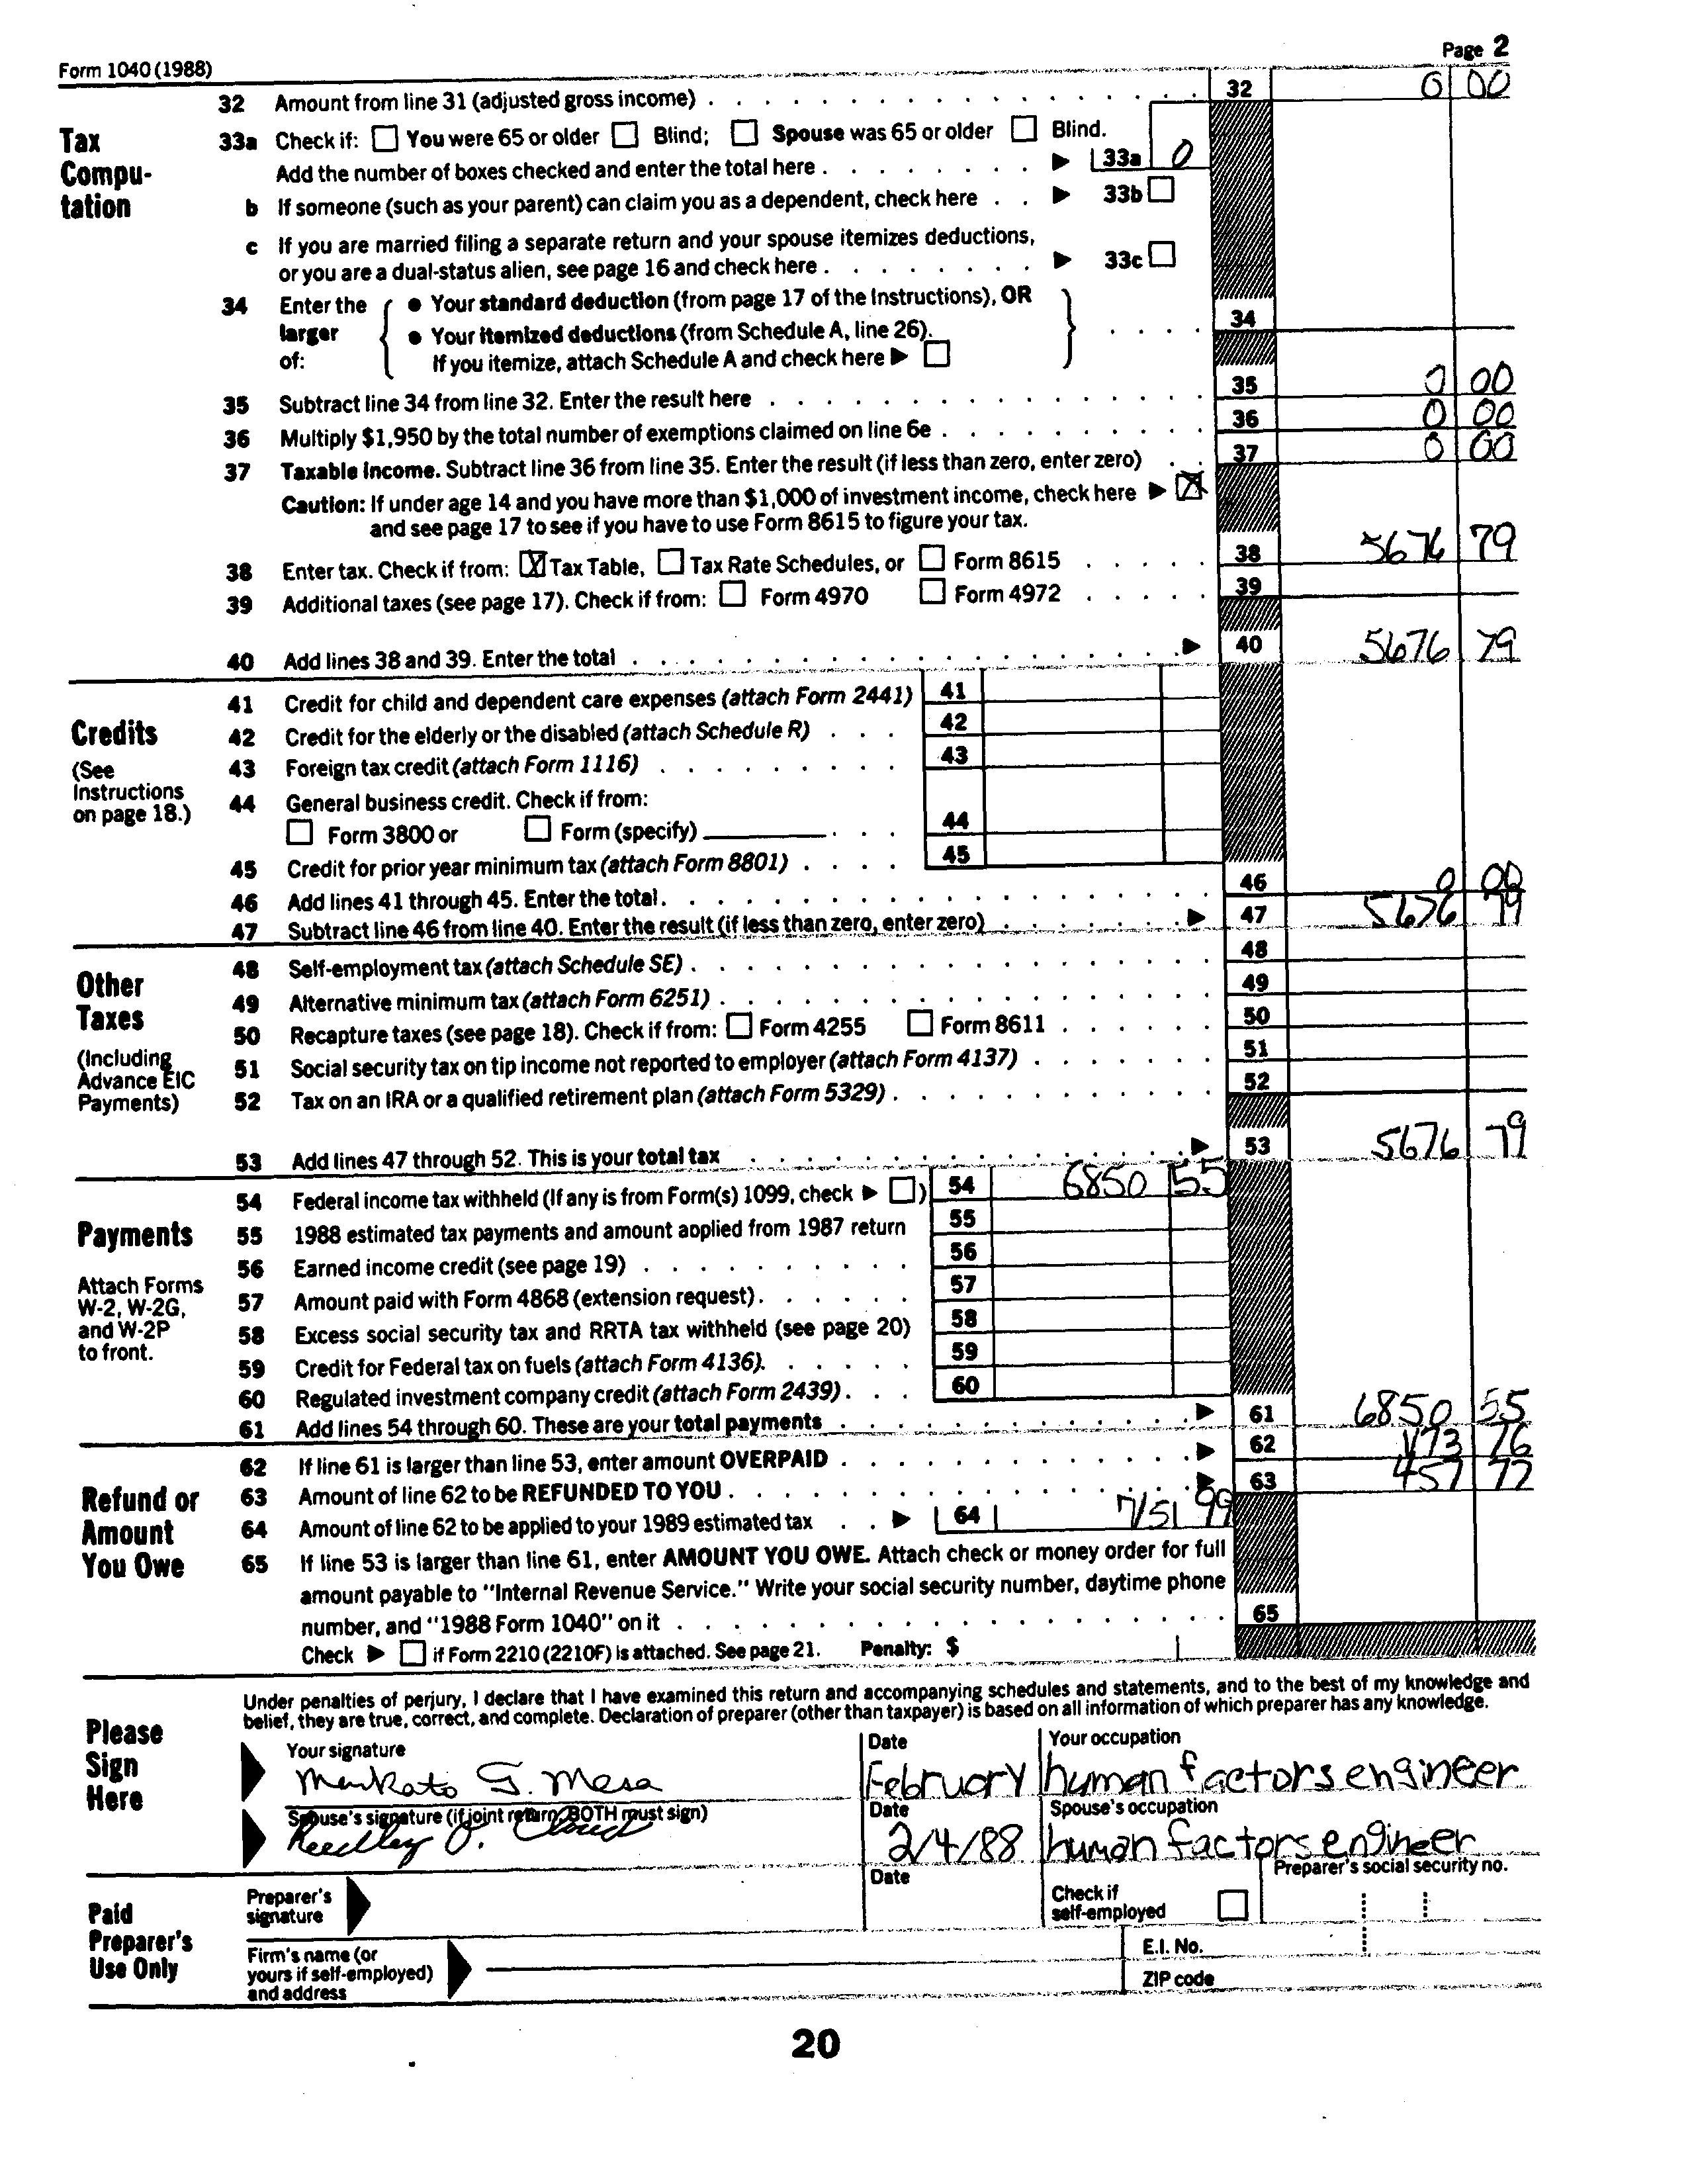 Form 1040 (1988) Page 2
Tax Computation
32 Amount from line 31 (adjusted gross income) 32 0 00
33a Check if: You were 65 or older Blind; Spouse was 65 or older Blind.
Add the number of boxes checked and enter the total here 33a 0
b If someone (such as your parent) can claim you as a dependent, check here 33b
c If you are married filing a separate return and your spouse itemizes deductions,
or you are a dual-status alien, see page 16 and check here 33c
34 Enter the larger of: { • Your standard deduction (from page 17 of the Instructions), OR
• Your itemized deductions (from Schedule A, line 26).
If you itemize, attach Schedule A and check here } 34
35 Subtract line 34 from line 32. Enter the result here 35 0 00
36 Multiply $1,950 by the total number of exemptions claimed on line 6e 36 0 00
37 Taxable income. Subtract line 36 from line 35. Enter the result (if less than zero, enter zero) 37 0 00
Caution: If under age 14 and you have more than $1,000 of investment income, check here X
and see page 17 to see if you have to use Form 8615 to figure your tax.
38 Enter tax. Check if from: X Tax Table, Tax Rate Schedules, or Form 8615 38 5676 79
39 Additional taxes (see page 17). Check if from: Form 4970 Form 4972 39
40 Add lines 38 and 39. Enter the total 40 5676 79
Credits
(See Instructions on page 18.)
41 Credit for child and dependent care expenses (attach Form 2441) 41
42 Credit for the elderly or the disabled (attach Schedule R) 42
43 Foreign tax credit (attach Form 1116) 43
44 General business credit. Check if from:
Form 3800 or Form (specify) 44
45 Credit for prior year minimum tax (attach Form 8801) 45
46 Add lines 41 through 45. Enter the total 46 0 00
47 Subtract line 46 from line 40. Enter the result (if less than zero, enter zero) 47 5676 79
Other Taxes
(Including Advance EIC Payments)
48 Self-employment tax (attach Schedule SE) 48
49 Alternative minimum tax (attach Form 6251) 49
50 Recapture taxes (see page 18). Check if from: Form 4255 Form 8611 50
51 Social security tax on tip income not reported to employer (attach Form 4137) 51
52 Tax on an IRA or a qualified retirement plan (attach Form 5329) 52
53 Add lines 47 through 52. This is your total tax 53 5676 79
Payments
Attach Forms W-2, W-2G, and W-2P to front.
54 Federal income tax withheld (If any is from Form(s) 1099, check ) 54 6850 55
55 1988 estimated tax payments and amount applied from 1987 return 55
56 Earned income credit (see page 19) 56
57 Amount paid with Form 4868 (extension request) 57
58 Excess social security tax and RRTA tax withheld (see page 20) 58
59 Credit for Federal tax on fuels (attach Form 4136) 59
60 Regulated investment company credit (attach Form 2439) 60
61 Add lines 54 through 60. These are your total payments 61 6850 55
Refund or Amount You Owe
62 If line 61 is larger than line 53, enter amount OVERPAID 62 1173 76
63 Amount of line 62 to be REFUNDED TO YOU 63 457 77
64 Amount of line 62 to be applied to your 1989 estimated tax 64 99
65 If line 53 is larger than line 61, enter AMOUNT YOU OWE. Attach check or money order for full
amount payable to "Internal Revenue Service." Write your social security number, daytime phone
number, and "1988 Form 1040" on it 65
Check if Form 2210 (2210F) is attached. See page 21. Penalty: $
Please Sign Here
Under penalties of perjury, I declare that I have examined this return and accompanying schedules and statements, and to the best of my knowledge and
belief, they are true, correct, and complete. Declaration of preparer (other than taxpayer) is based on all information of which preparer has any knowledge.
Your signature Date Your occupation
Mankato G. Mesa February human factors engineer
Spouse's signature (if joint return, BOTH must sign) Date Spouse's occupation
Reedley O. Cloud 2/4/88 human factors engineer
Paid Preparer's Use Only
Preparer's signature Date Check if self-employed Preparer's social security no.
Firm's name (or yours if self-employed) and address E.I. No.
ZIP code
20